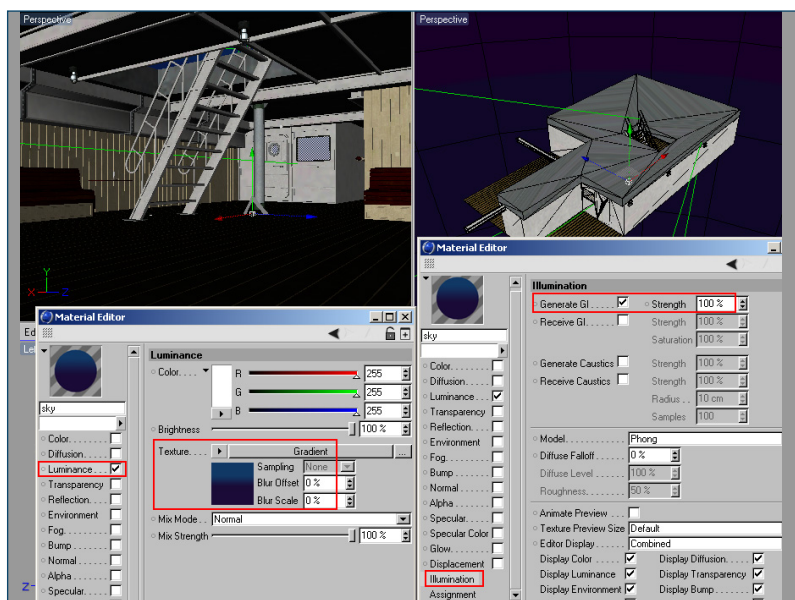 Perspective
Perspective
Y
X
Z
Ed
Le
Z
Material Editor
sky
Color
Diffusion
Luminance
Transparency
Reflection
Environment
Fog
Bump
Normal
Alpha
Specular
Luminance
Color
R 255
G 255
B 255
Brightness 100 %
Texture Gradient ...
Sampling None
Blur Offset 0 %
Blur Scale 0 %
Mix Mode Normal
Mix Strength 100 %
Material Editor
sky
Color
Diffusion
Luminance
Transparency
Reflection
Environment
Fog
Bump
Normal
Alpha
Specular
Specular Color
Glow
Displacement
Illumination
Assignment
Illumination
Generate GI Strength 100 %
Receive GI Strength 100 %
Saturation 100 %
Generate Caustics Strength 100 %
Receive Caustics Strength 100 %
Radius 10 cm
Samples 100
Model Phong
Diffuse Falloff 0 %
Diffuse Level 100 %
Roughness 50 %
Animate Preview
Texture Preview Size Default
Editor Display Combined
Display Color Display Diffusion
Display Luminance Display Transparency
Display Environment Display Bump